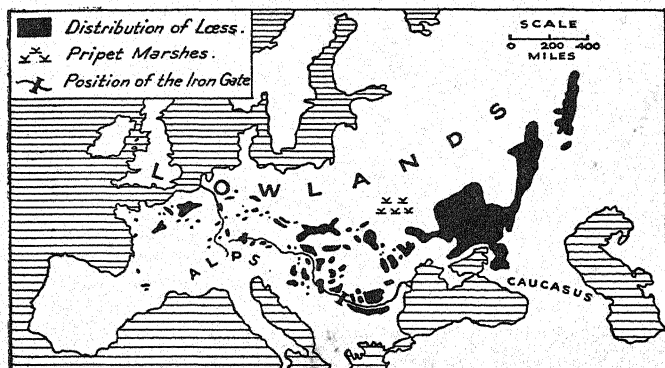 Distribution of Lœss.
Pripet Marshes.
Position of the Iron Gate
SCALE
0 200 400
MILES
LOWLANDS
ALPS
CAUCASUS